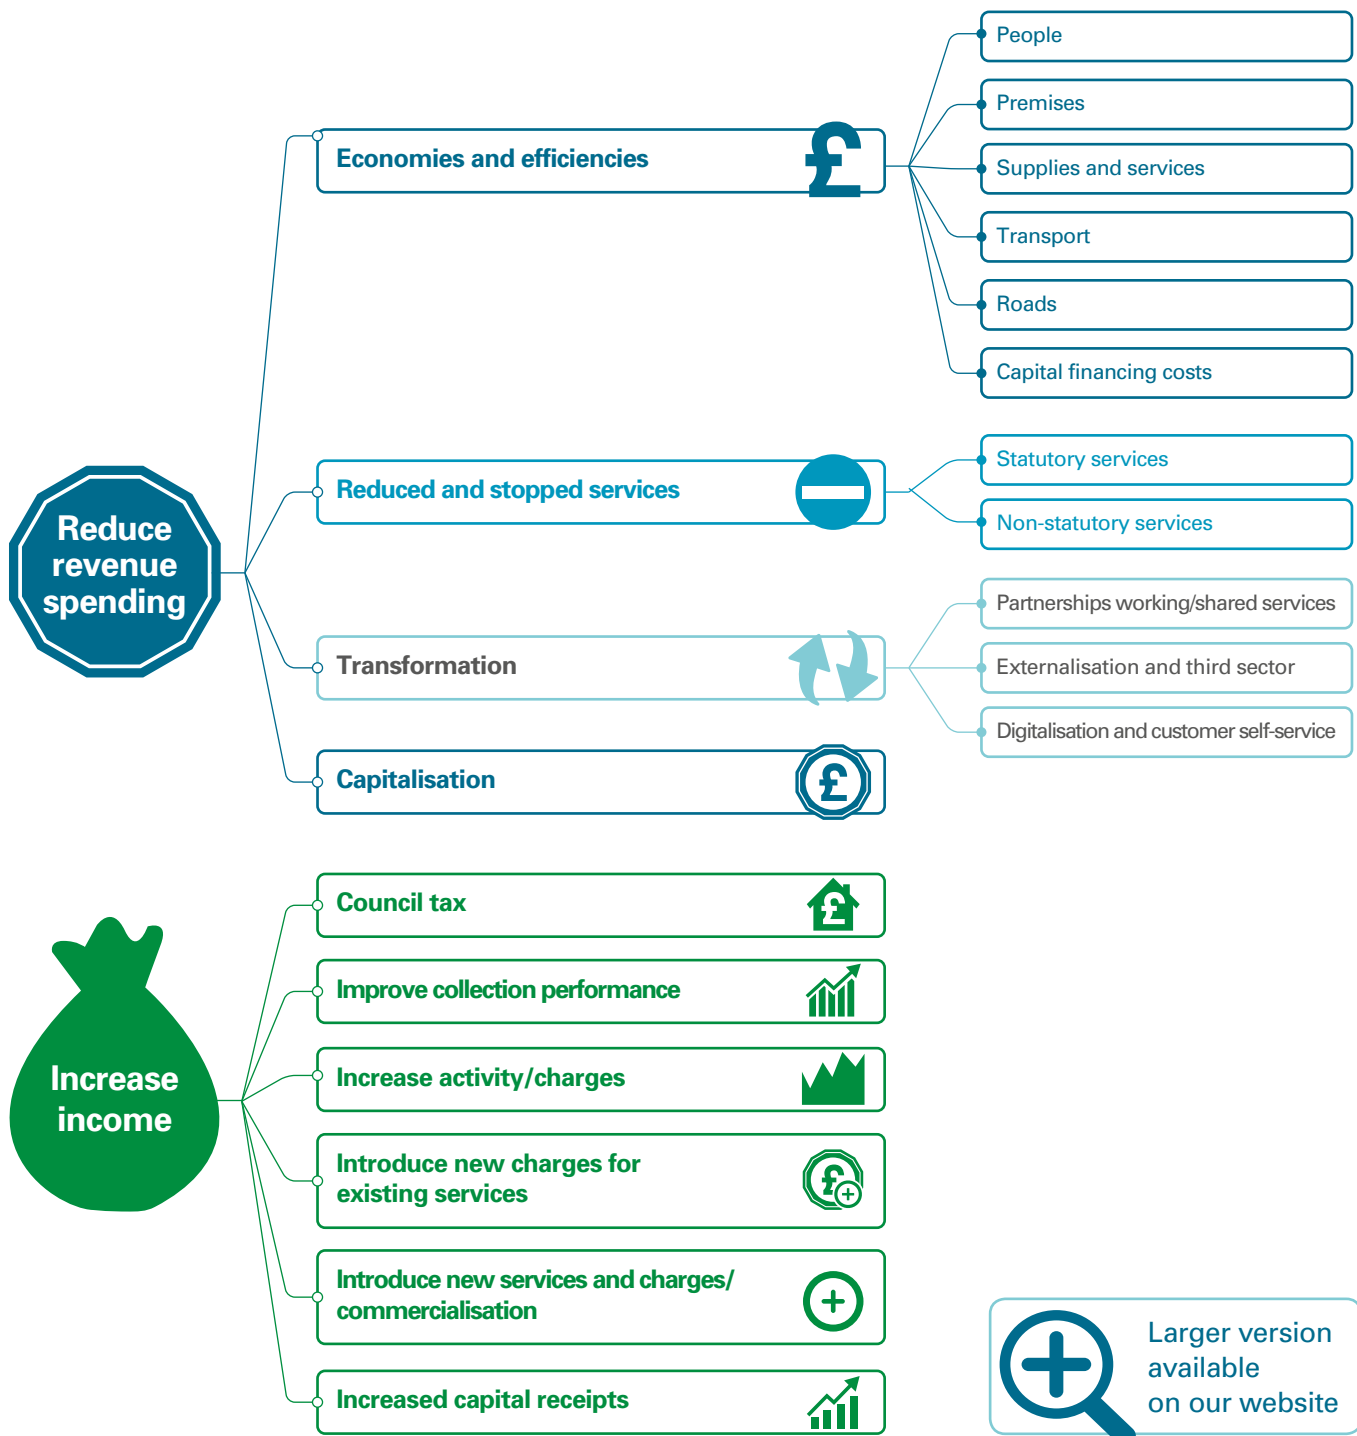 Reduce
revenue
spending
Economies and efficiencies
£
People
Premises
Supplies and services
Transport
Roads
Capital financing costs
Reduced and stopped services
Statutory services
Non-statutory services
Transformation
Partnerships working/shared services
Externalisation and third sector
Digitalisation and customer self-service
Capitalisation
£
Increase
income
Council tax
£
Improve collection performance
Increase activity/charges
Introduce new charges for
existing services
£
Introduce new services and charges/
commercialisation
Increased capital receipts
Larger version
available
on our website